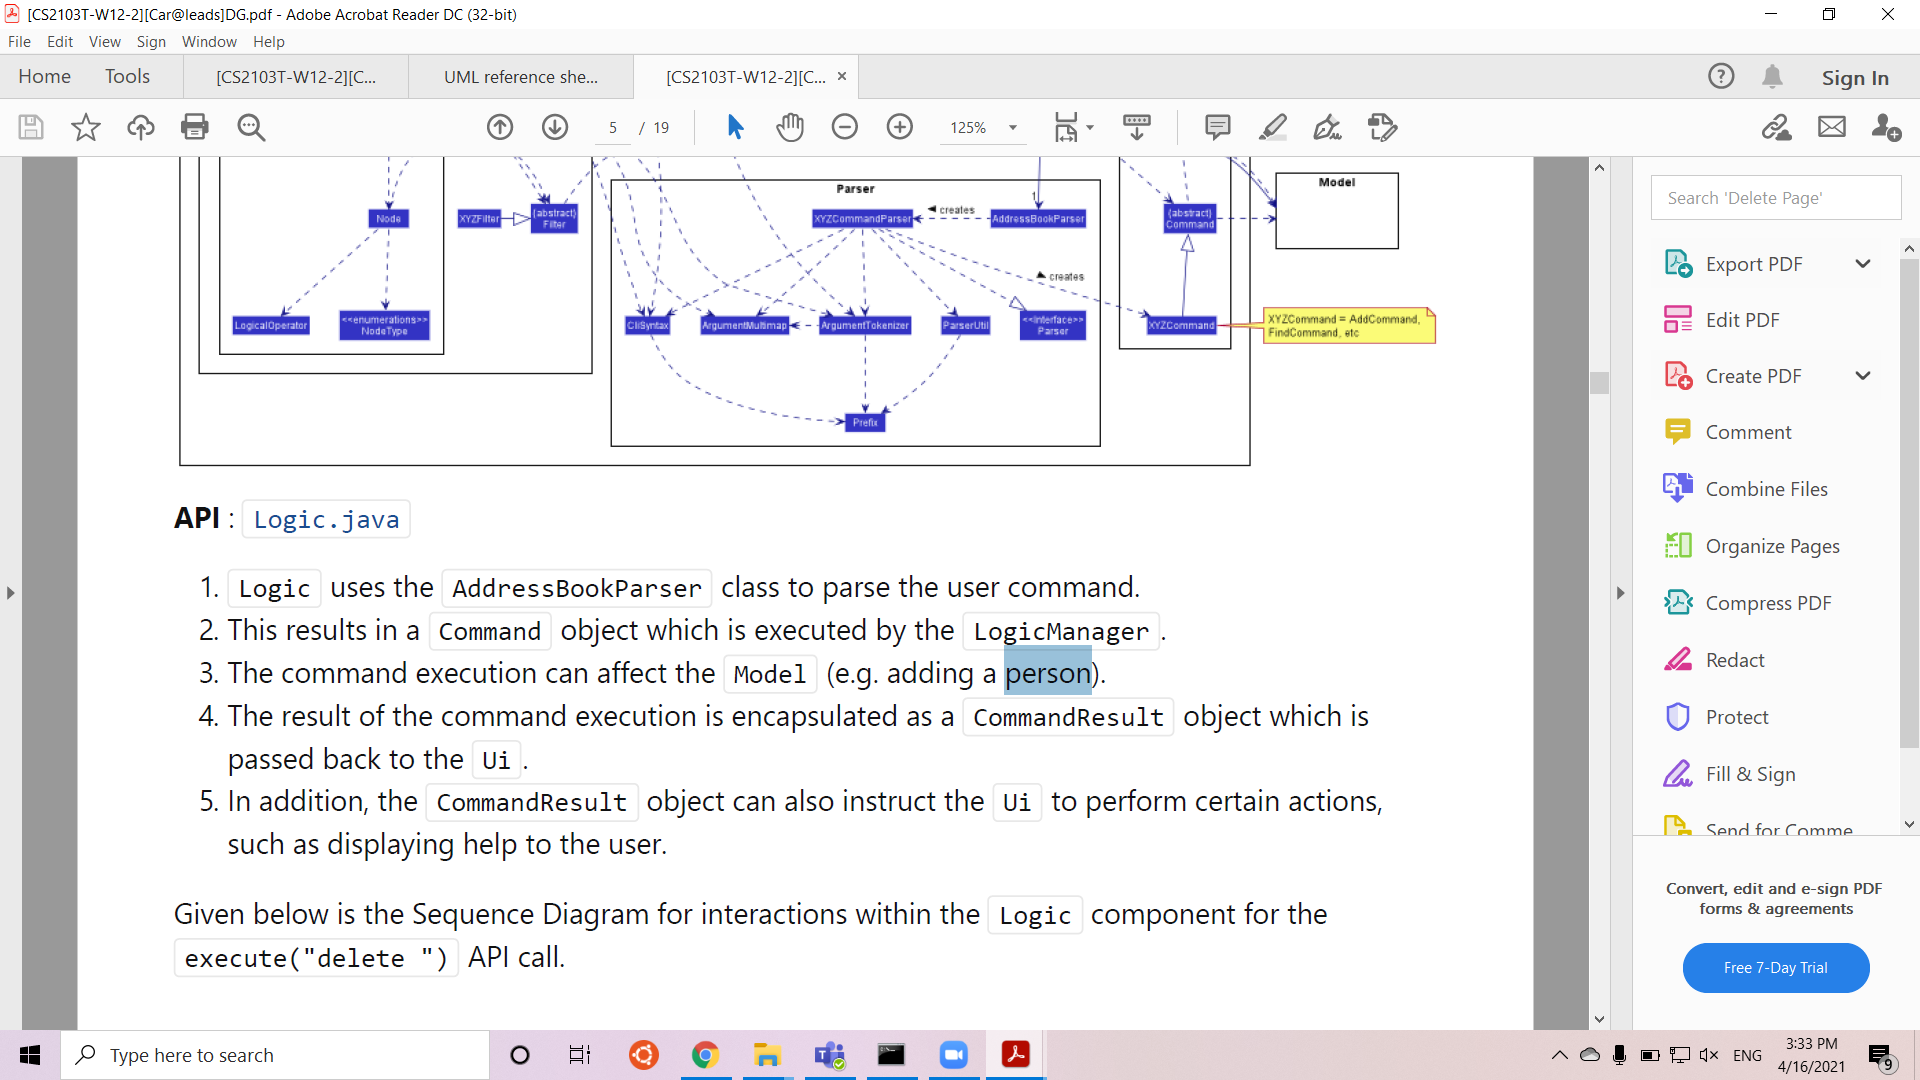 [CS2103T-W12-2][Car@leads]DG.pdf - Adobe Acrobat Reader DC (32-bit)
File Edit View Sign Window Help
Home Tools [CS2103T-W12-2][C... UML reference she... [CS2103T-W12-2][C... Sign In
5 / 19 125%
Parser
Model
1
Node
XYZFilter
{abstract}
Filter
XYZCommandParser
creates
AddressBookParser
{abstract}
Command
creates
LogicalOperator
<<enumerations>>
NodeType
CliSyntax
ArgumentMultimap
ArgumentTokenizer
ParserUtil
<<Interface>>
Parser
XYZCommand
XYZCommand = AddCommand,
FindCommand, etc
Prefix
API : Logic.java
1. Logic uses the AddressBookParser class to parse the user command.
2. This results in a Command object which is executed by the LogicManager .
3. The command execution can affect the Model (e.g. adding a person).
4. The result of the command execution is encapsulated as a CommandResult object which is
passed back to the Ui .
5. In addition, the CommandResult object can also instruct the Ui to perform certain actions,
such as displaying help to the user.
Given below is the Sequence Diagram for interactions within the Logic component for the
execute("delete ") API call.
Search 'Delete Page'
Export PDF
Edit PDF
Create PDF
Comment
Combine Files
Organize Pages
Compress PDF
Redact
Protect
Fill & Sign
Send for Comme
Convert, edit and e-sign PDF
forms & agreements
Free 7-Day Trial
Type here to search
ENG
3:33 PM
4/16/2021
9